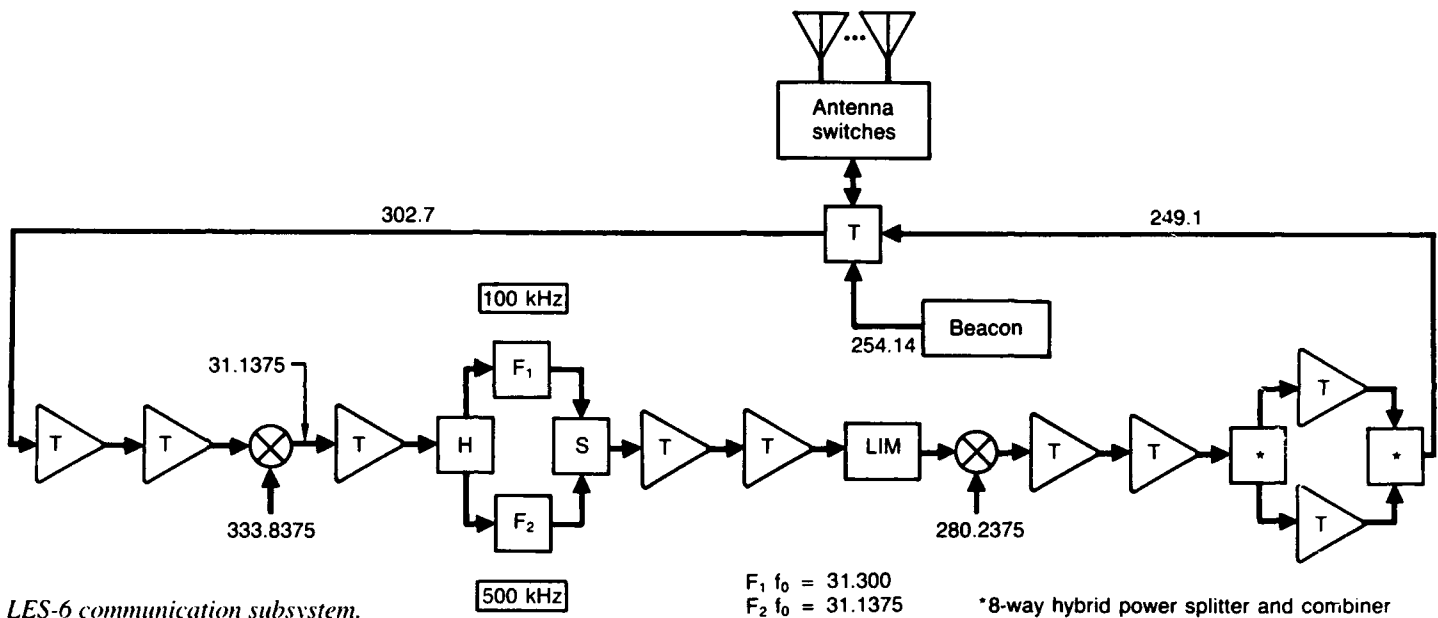 ...
Antenna
switches
302.7
T
249.1
100 kHz
Beacon
254.14
31.1375
F₁
T
T
T
T
H
S
T
T
LIM
T
T
*
*
F₂
T
333.8375
280.2375
500 kHz
F₁ f₀ = 31.300
F₂ f₀ = 31.1375
LES-6 communication subsystem.
*8-way hybrid power splitter and combiner